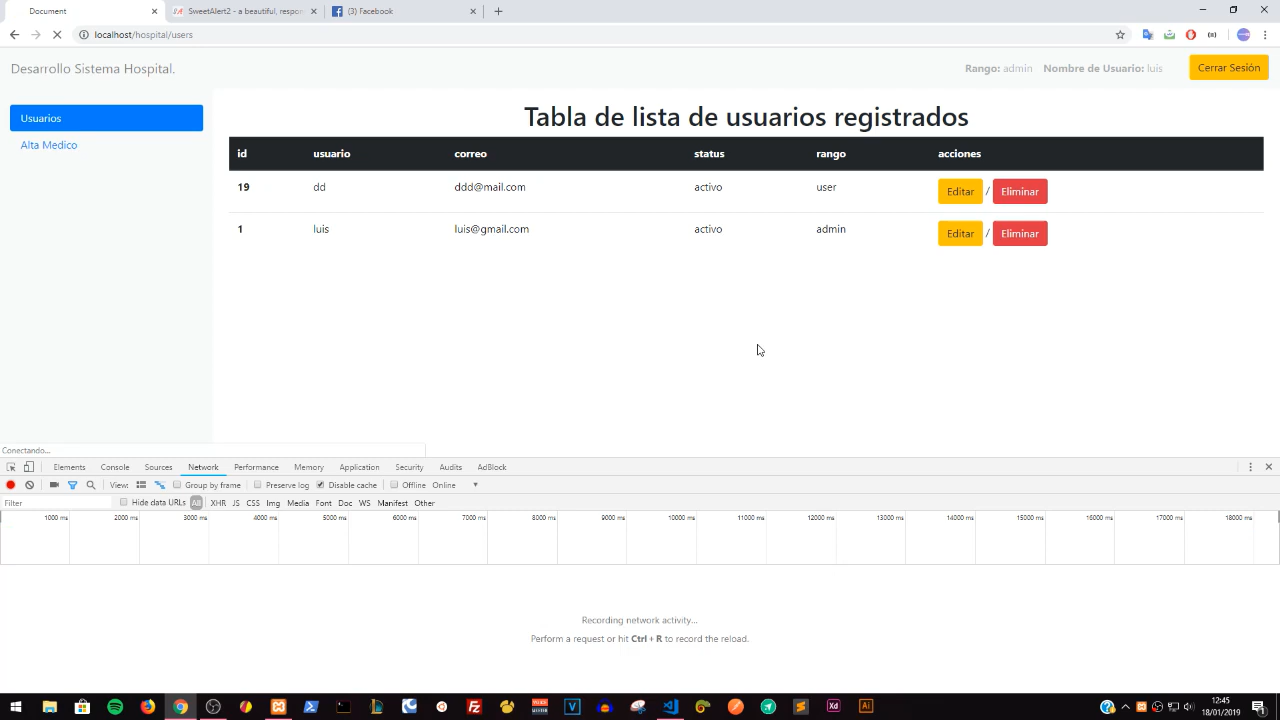 Document
SweetAlert2 - a beautiful, respon
(3) Facebook
localhost/hospital/users
Desarrollo Sistema Hospital.
Rango: admin Nombre de Usuario: luis
Cerrar Sesión
Usuarios
Alta Medico
Tabla de lista de usuarios registrados
id usuario correo status rango acciones
19 dd ddd@mail.com activo user Editar / Eliminar
1 luis luis@gmail.com activo admin Editar / Eliminar
Conectando...
Elements Console Sources Network Performance Memory Application Security Audits AdBlock
View: Group by frame Preserve log Disable cache Offline Online
Filter Hide data URLs All XHR JS CSS Img Media Font Doc WS Manifest Other
1000 ms 2000 ms 3000 ms 4000 ms 5000 ms 6000 ms 7000 ms 8000 ms 9000 ms 10000 ms 11000 ms 12000 ms 13000 ms 14000 ms 15000 ms 16000 ms 17000 ms 18000 ms
Recording network activity...
Perform a request or hit Ctrl + R to record the reload.
Xd Ai
12:45
18/01/2019